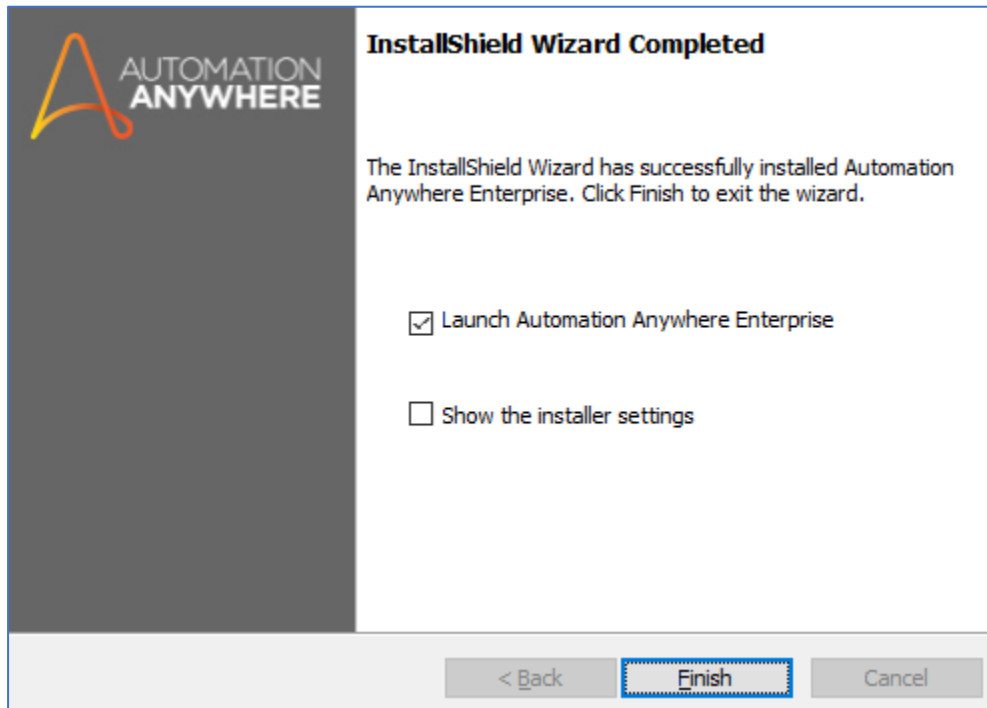 AUTOMATION
ANYWHERE
InstallShield Wizard Completed
The InstallShield Wizard has successfully installed Automation
Anywhere Enterprise. Click Finish to exit the wizard.
Launch Automation Anywhere Enterprise
Show the installer settings
< Back Finish Cancel